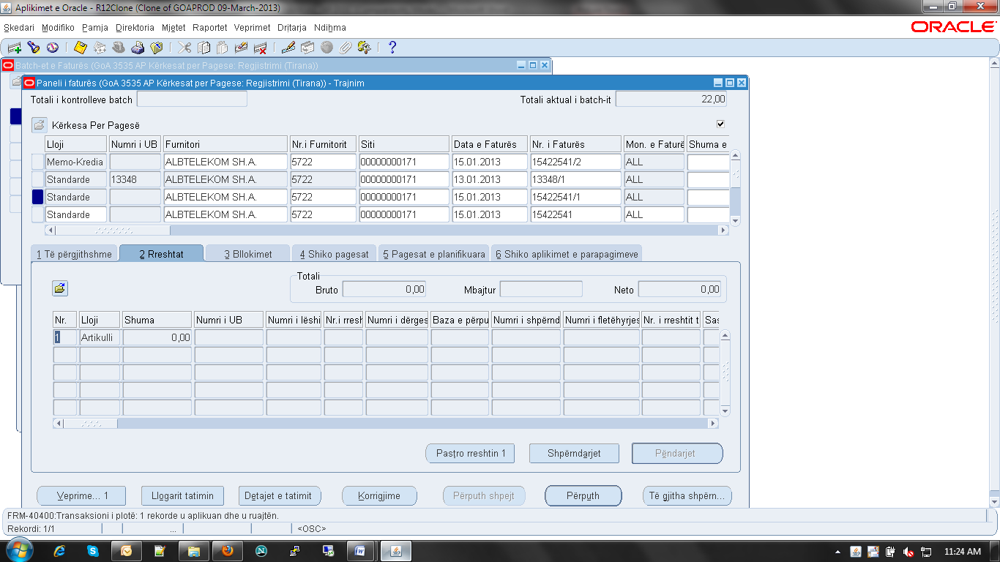 Aplikimet e Oracle - R12Clone (Clone of GOAPROD 09-March-2013)
Skedari Modifiko Pamja Direktoria Mjetet Raportet Veprimet Dritarja Ndihma
ORACLE
Batch-et e Faturës (GoA 3535 AP Kërkesat per Pagese: Regjistrimi (Tirana))
Paneli i faturës (GoA 3535 AP Kërkesat per Pagese: Regjistrimi (Tirana)) - Trajnim
Totali i kontrolleve batch Totali aktual i batch-it 22,00
Kërkesa Per Pagesë
Lloji Numri i UB Furnitori Nr.i Furnitorit Siti Data e Faturës Nr. i Faturës Mon. e Faturë Shuma e
Memo-Kredia ALBTELEKOM SH.A. 5722 00000000171 15.01.2013 15422541/2 ALL
Standarde 13348 ALBTELEKOM SH.A. 5722 00000000171 13.01.2013 13348/1 ALL
Standarde ALBTELEKOM SH.A. 5722 00000000171 15.01.2013 15422541/1 ALL
Standarde ALBTELEKOM SH.A. 5722 00000000171 15.01.2013 15422541 ALL
1 Të përgjithshme 2 Rreshtat 3 Bllokimet 4 Shiko pagesat 5 Pagesat e planifikuara 6 Shiko aplikimet e parapagimeve
Totali
Bruto 0,00 Mbajtur Neto 0,00
Nr. Lloji Shuma Numri i UB Numri i lëshi Nr.i rresh Numri i dërges Baza e përpu Numri i shpërnd Numri i fletëhyrjes Nr. i rreshtit t Sas
1 Artikulli 0,00
Pastro rreshtin 1 Shpërndarjet Pëndarjet
Veprime... 1 Llogarit tatimin Detajet e tatimit Korrigjime Përputh shpejt Përputh Të gjitha shpërn...
FRM-40400:Transaksioni i plotë: 1 rekorde u aplikuan dhe u ruajtën.
Rekordi: 1/1 ... <OSC>
11:24 AM